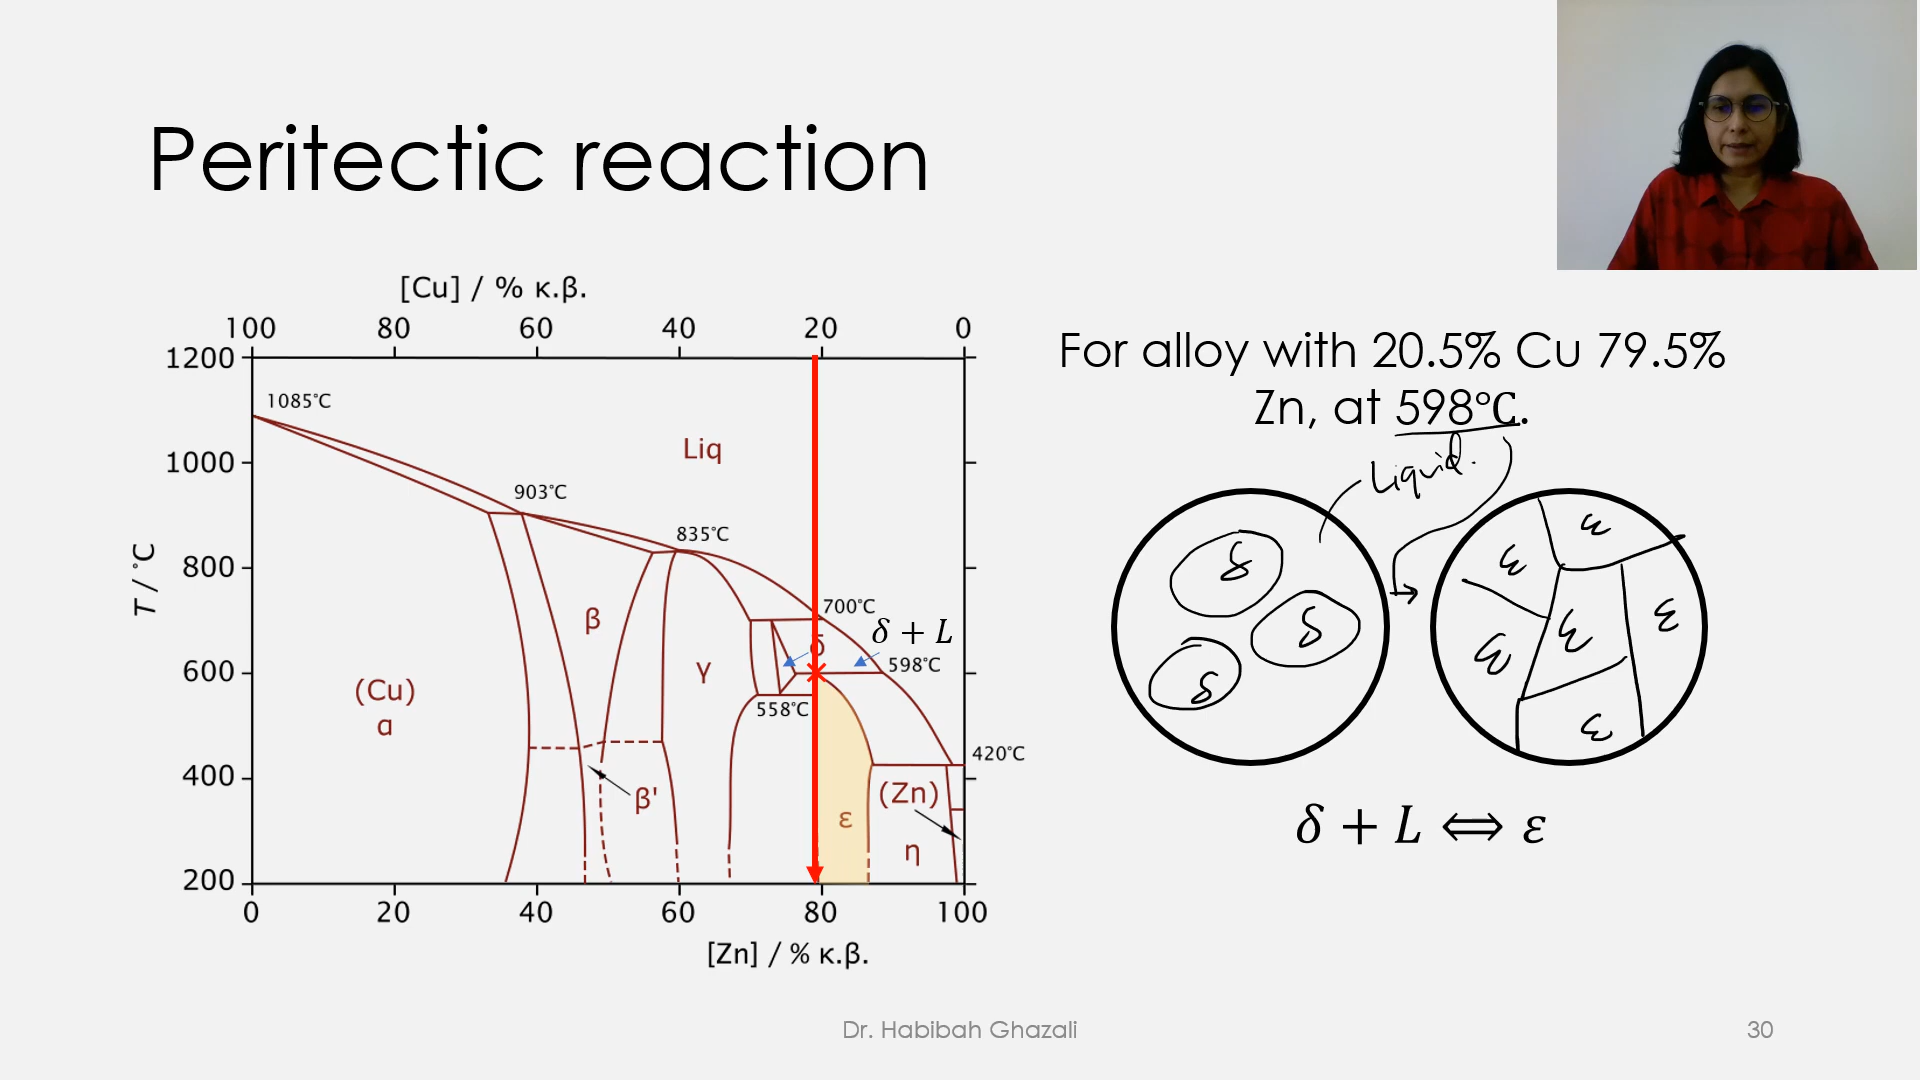 Peritectic reaction
[Cu] / % κ.β.
100 80 60 40 20 0
1200
1085°C
Liq
1000
903°C
835°C
800
T / °C
700°C
β
δ
δ + L
600
γ
598°C
(Cu)
α
558°C
420°C
400
β'
ε
(Zn)
η
200
0 20 40 60 80 100
[Zn] / % κ.β.
For alloy with 20.5% Cu 79.5%
Zn, at 598°C.
Liquid.
δ
δ
δ
ε
ε
ε
ε
ε
ε
δ + L ⇔ ε
Dr. Habibah Ghazali
30